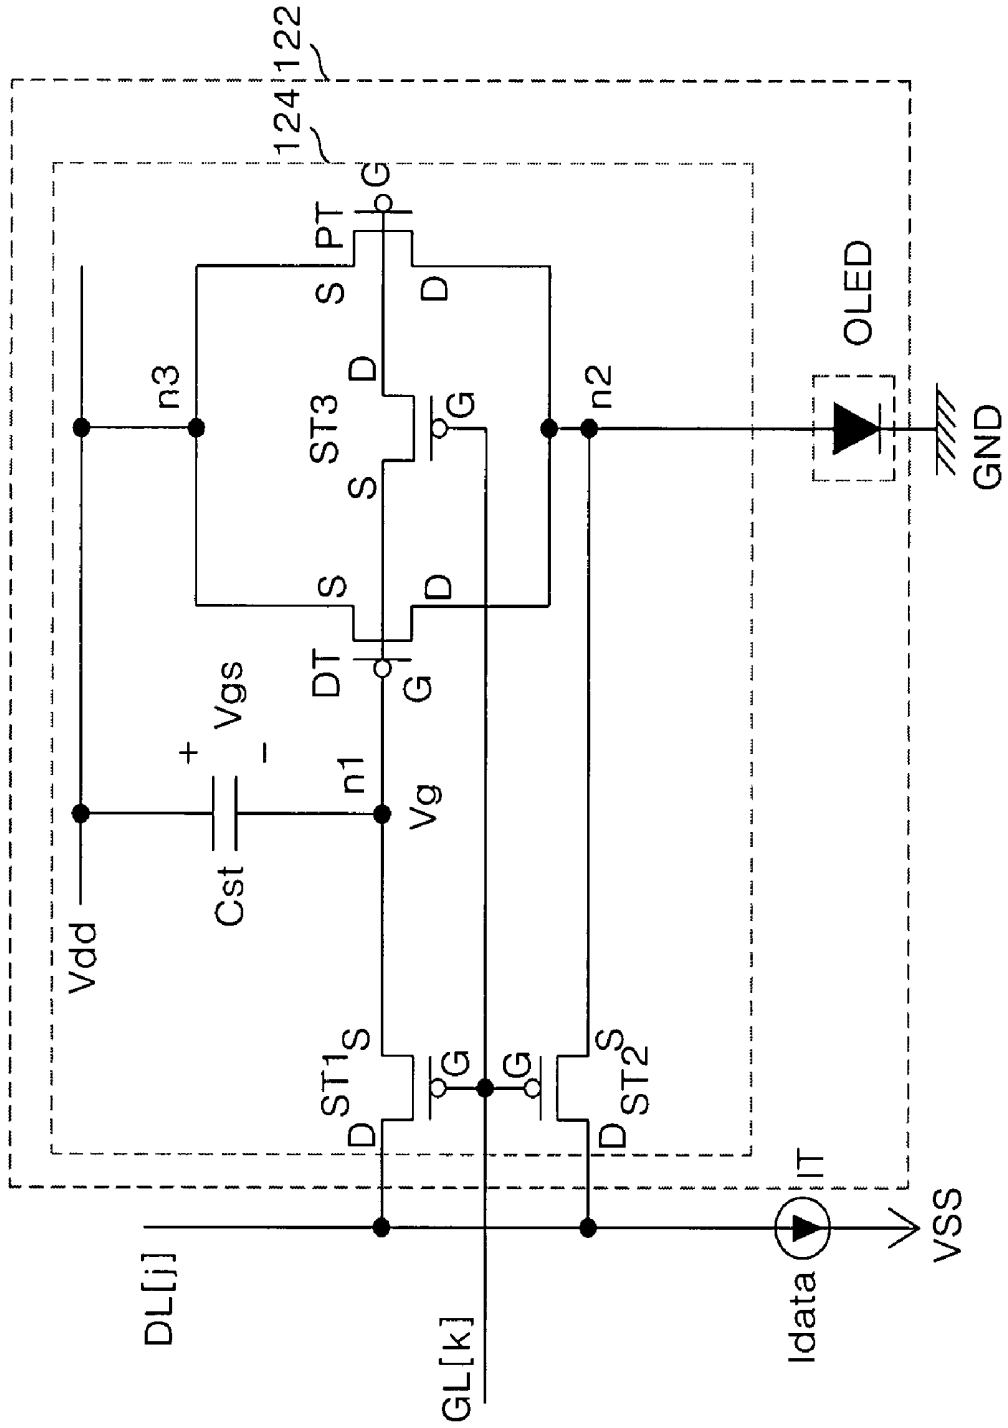 122
124
Vdd
n3
Cst
+
Vgs
-
S
PT
G
S
D
ST3
D
G
S
DT
G
S
D
n1
Vg
n2
OLED
GND
ST1
S
G
D
G
S
ST2
D
DL[j]
GL[k]
IT
Idata
VSS